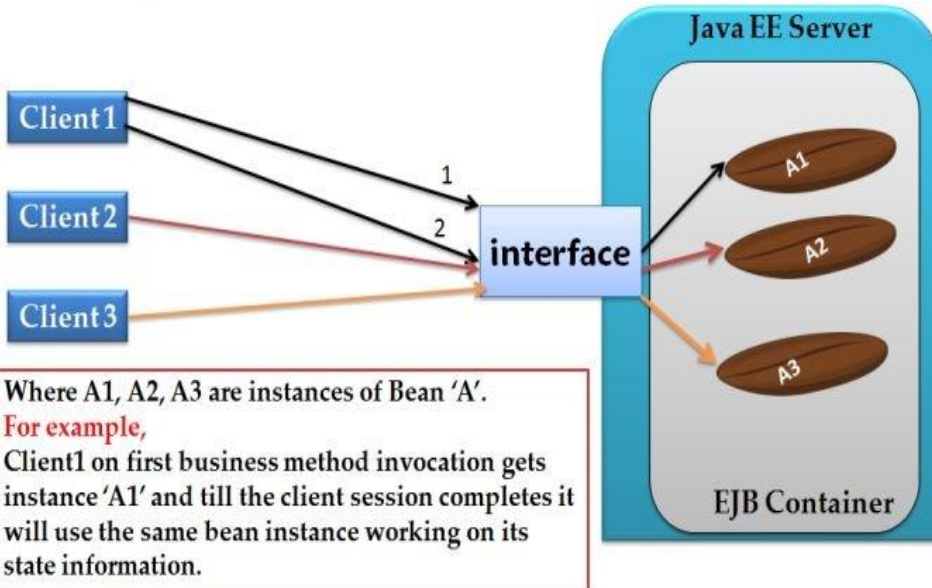 Java EE Server
Client1
1
A1
Client2
2
interface
A2
Client3
A3
Where A1, A2, A3 are instances of Bean ‘A’.
For example,
Client1 on first business method invocation gets
instance ‘A1’ and till the client session completes it
will use the same bean instance working on its
state information.
EJB Container